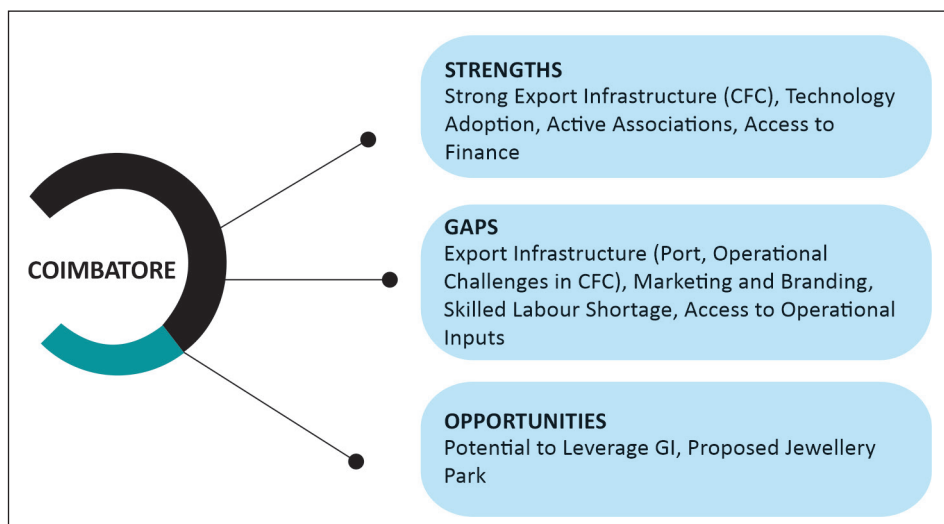 COIMBATORE
STRENGTHS
Strong Export Infrastructure (CFC), Technology
Adoption, Active Associations, Access to
Finance
GAPS
Export Infrastructure (Port, Operational
Challenges in CFC), Marketing and Branding,
Skilled Labour Shortage, Access to Operational
Inputs
OPPORTUNITIES
Potential to Leverage GI, Proposed Jewellery
Park